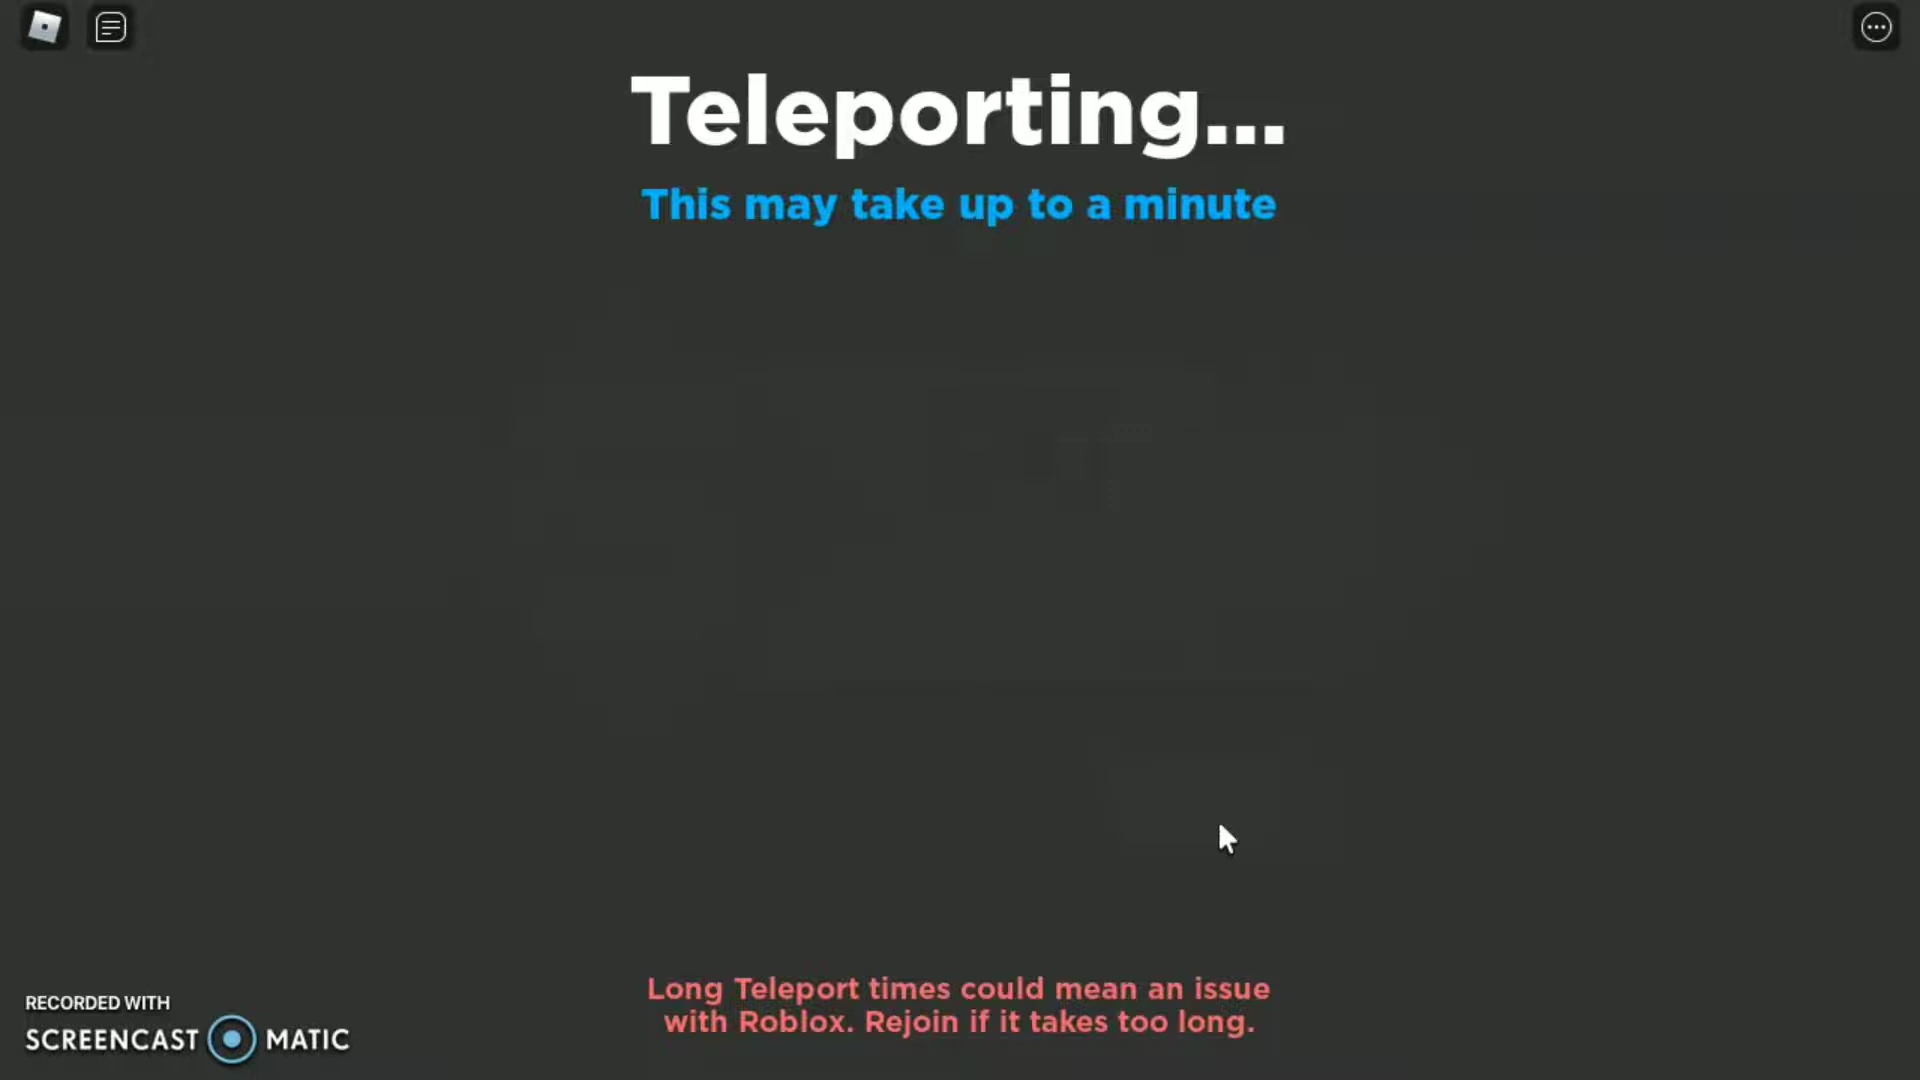 Teleporting...
This may take up to a minute
Long Teleport times could mean an issue
with Roblox. Rejoin if it takes too long.
RECORDED WITH
SCREENCAST MATIC